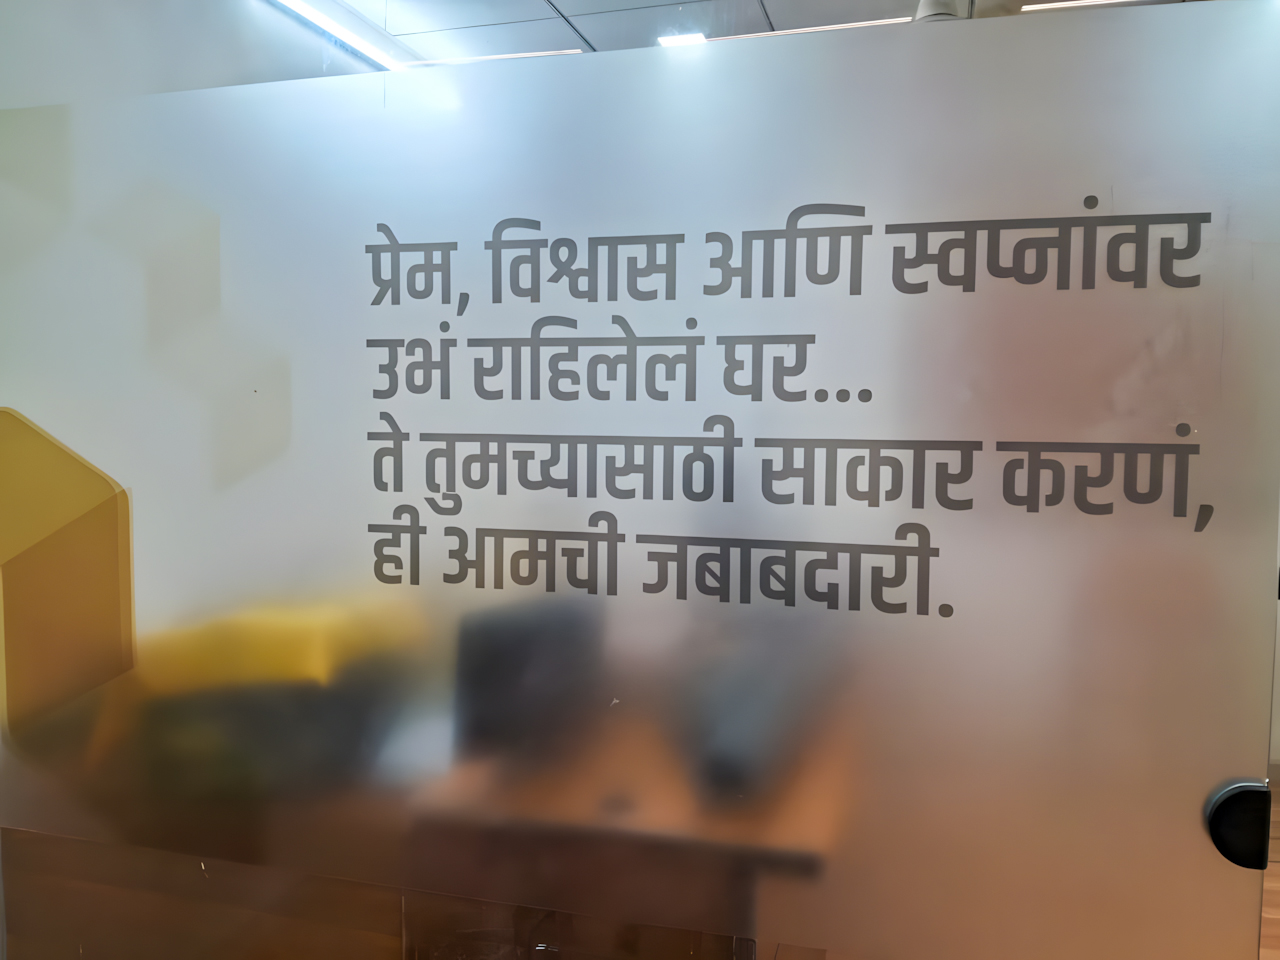 प्रेम, विश्वास आणि स्वप्नांवर
उभं राहिलेलं घर...
ते तुमच्यासाठी साकार करणं,
ही आमची जबाबदारी.